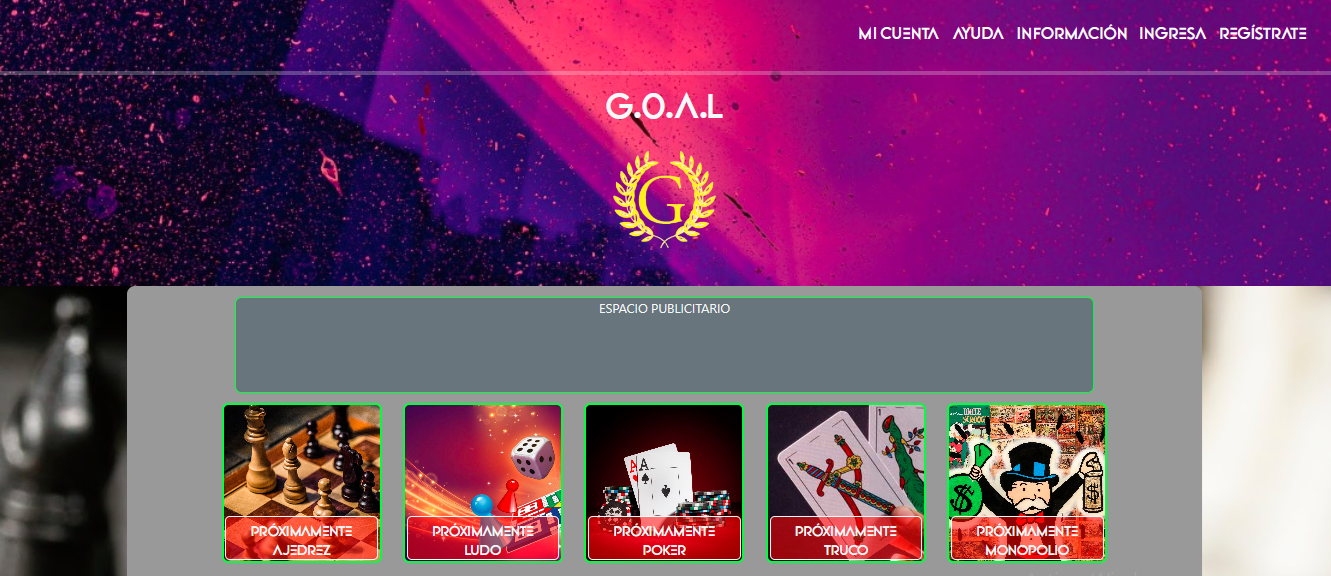 MI CUENTA AYUDA INFORMACIÓN INGRESA REGÍSTRATE
G.O.A.L
G
ESPACIO PUBLICITARIO
PRÓXIMAMENTE
AJEDREZ
PRÓXIMAMENTE
LUDO
A A
PRÓXIMAMENTE
POKER
PRÓXIMAMENTE
TRUCO
$ $
PRÓXIMAMENTE
MONOPOLIO